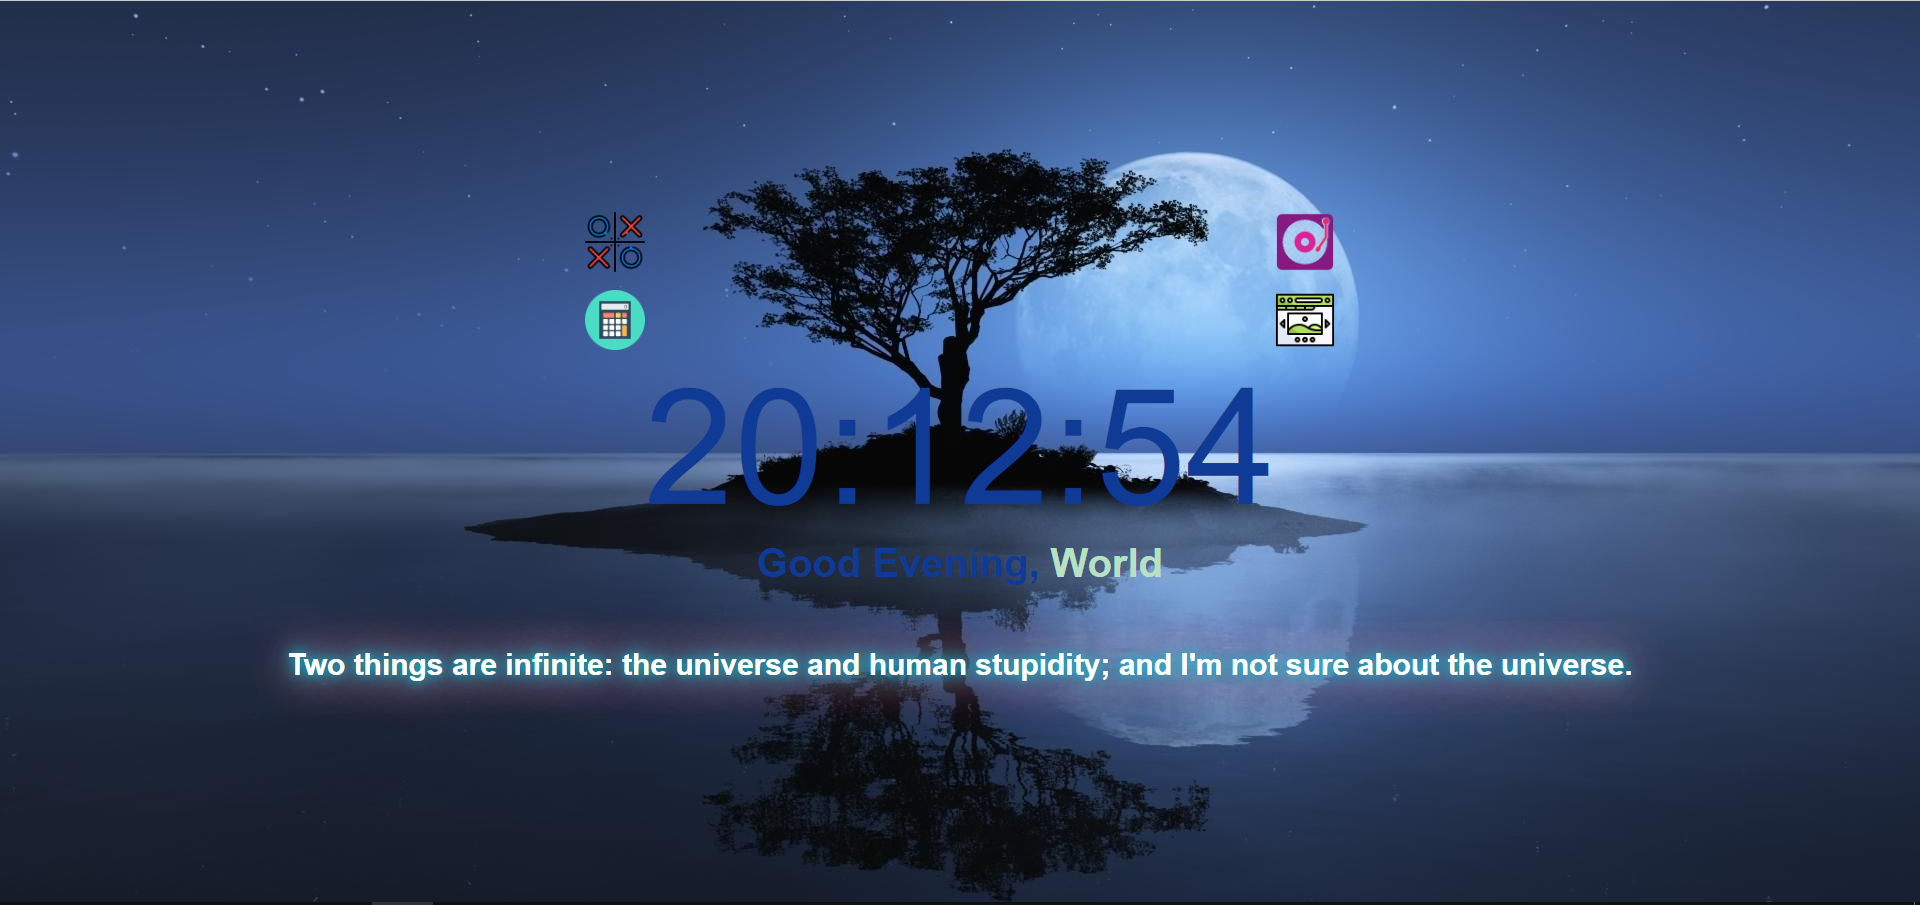 20:12:54
Good Evening, World
Two things are infinite: the universe and human stupidity; and I'm not sure about the universe.